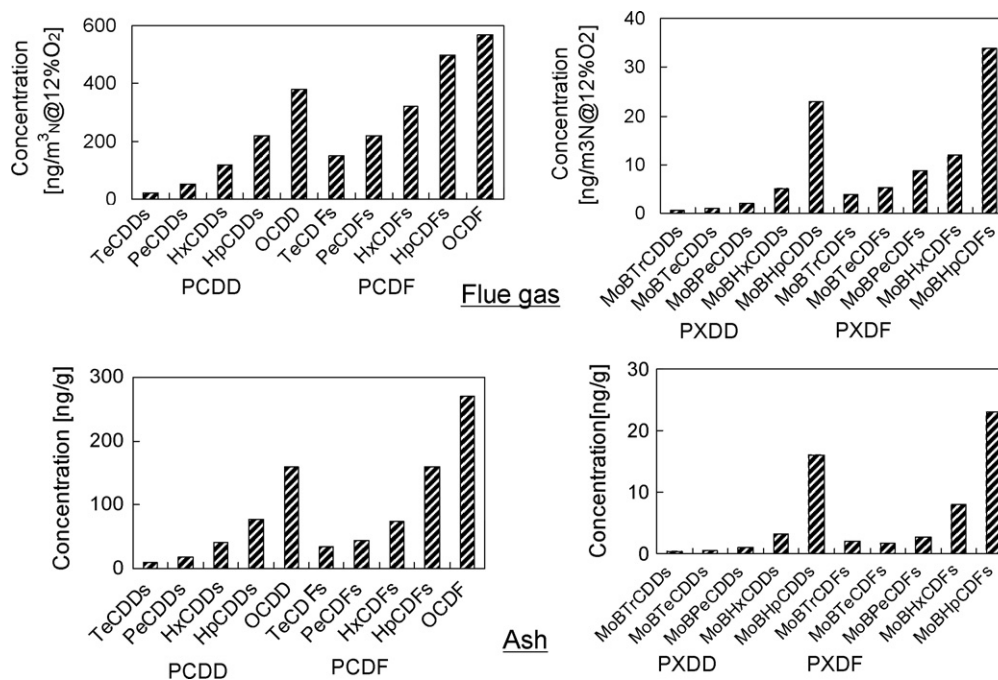 Concentration
[ng/m³N@12%O₂]
600
400
200
0
TeCDDs
PeCDDs
HxCDDs
HpCDDs
OCDD
TeCDFs
PeCDFs
HxCDFs
HpCDFs
OCDF
PCDD
PCDF
Concentration
[ng/m3N@12%O2]
40
30
20
10
0
MoBTrCDDs
MoBTeCDDs
MoBPeCDDs
MoBHxCDDs
MoBHpCDDs
MoBTrCDFs
MoBTeCDFs
MoBPeCDFs
MoBHxCDFs
MoBHpCDFs
PXDD
PXDF
Flue gas
Concentration [ng/g]
300
200
100
0
TeCDDs
PeCDDs
HxCDDs
HpCDDs
OCDD
TeCDFs
PeCDFs
HxCDFs
HpCDFs
OCDF
PCDD
PCDF
Concentration[ng/g]
30
20
10
0
MoBTrCDDs
MoBTeCDDs
MoBPeCDDs
MoBHxCDDs
MoBHpCDDs
MoBTrCDFs
MoBTeCDFs
MoBPeCDFs
MoBHxCDFs
MoBHpCDFs
PXDD
PXDF
Ash